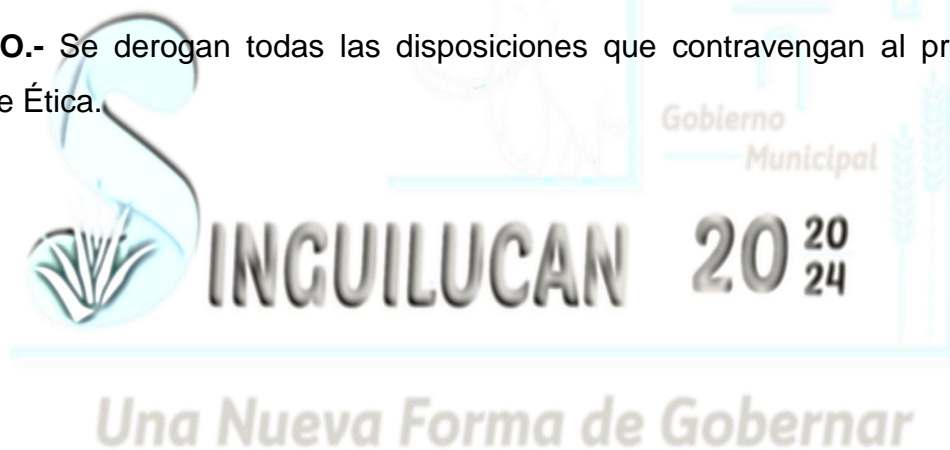 O.- Se derogan todas las disposiciones que contravengan al pr
e Ética.
Gobierno
Municipal
SINGUILUCAN 20 20
24
Una Nueva Forma de Gobernar